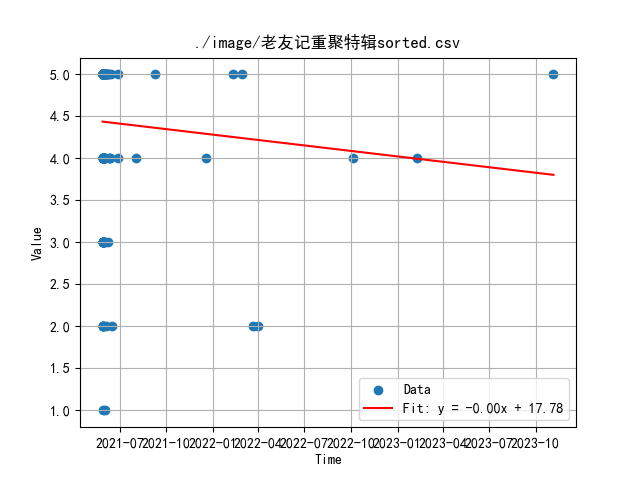 ./image/老友记重聚特辑sorted.csv
5.0
4.5
4.0
3.5
3.0
2.5
2.0
1.5
1.0
Value
Data
Fit: y = -0.00x + 17.78
2021-07 2021-10 2022-01 2022-04 2022-07 2022-10 2023-01 2023-04 2023-07 2023-10
Time